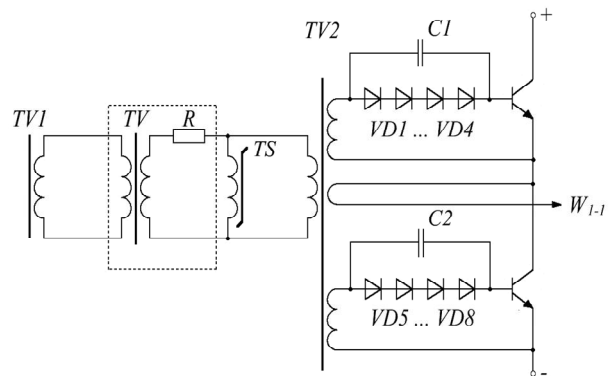 +
C1
TV2
VD1 ... VD4
TV1
TV
R
TS
W1-1
C2
VD5 ... VD8
-